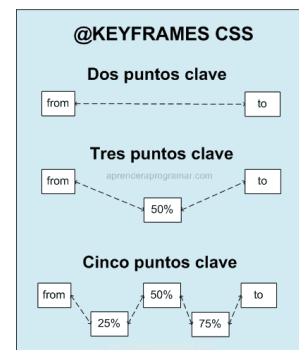 @KEYFRAMES CSS
Dos puntos clave
from to
Tres puntos clave
aprenderaprogramar.com
from to
50%
Cinco puntos clave
from 50% to
25% 75%